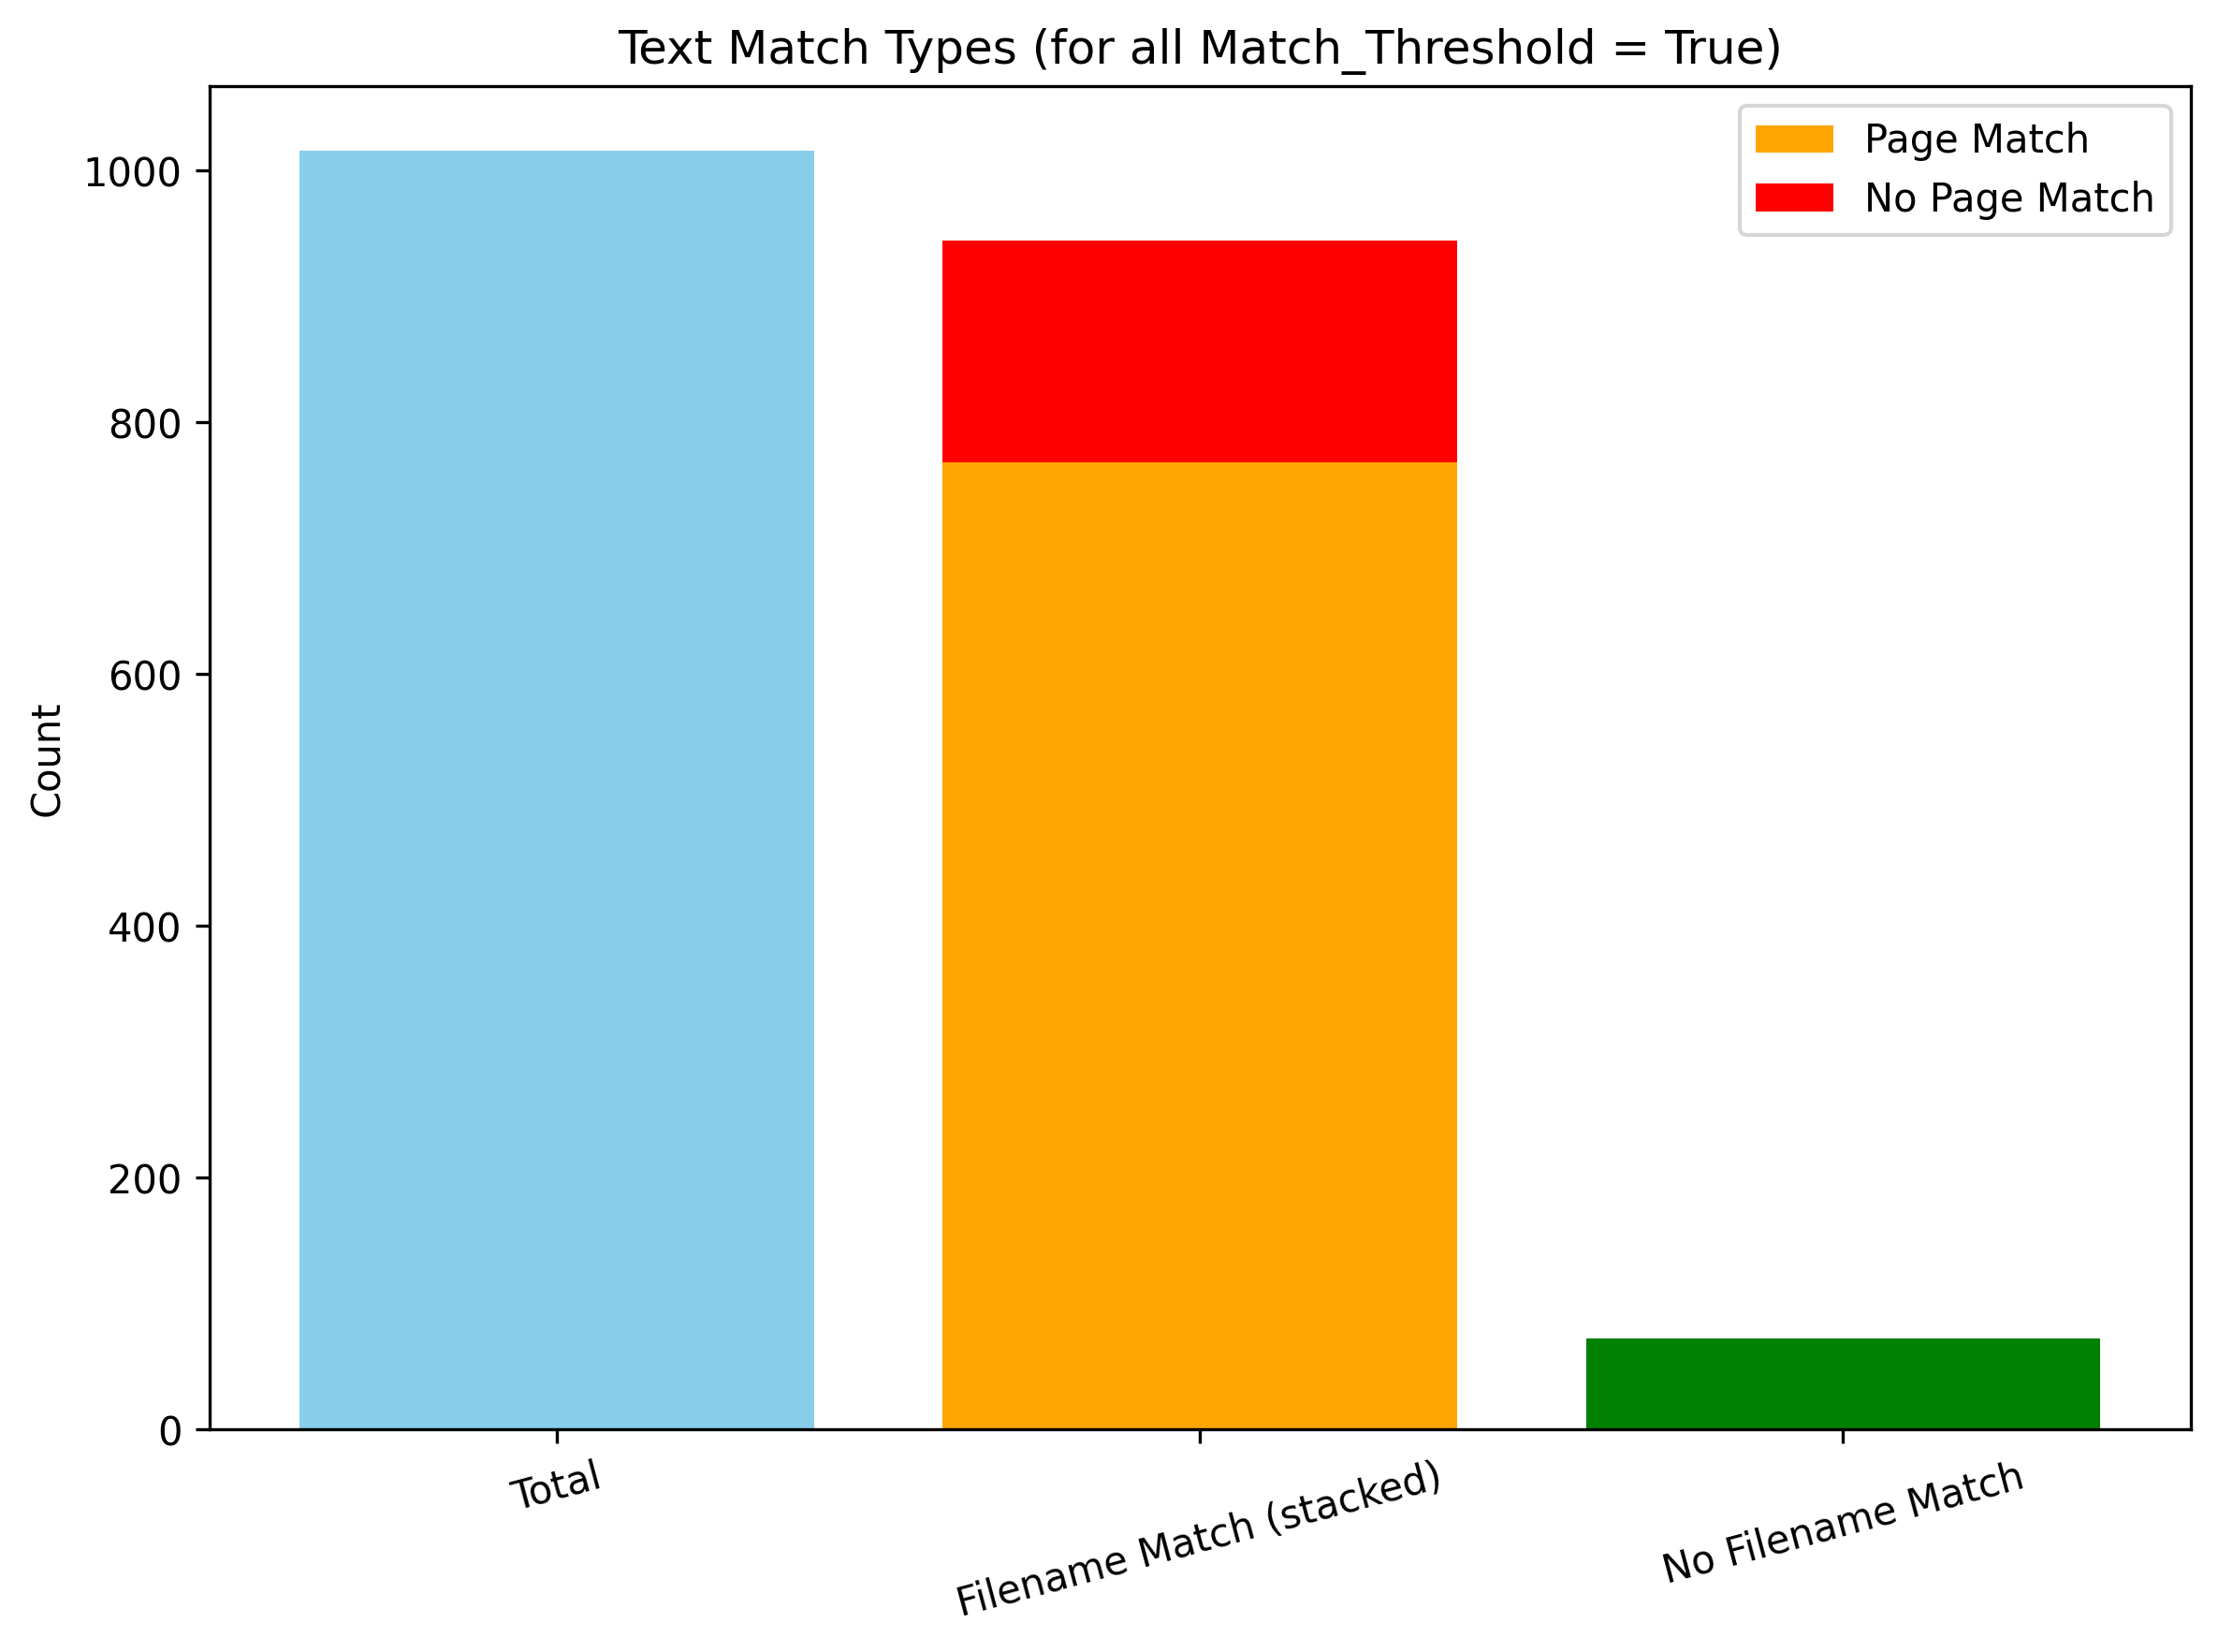 Text Match Types (for all Match_Threshold = True)
Page Match
No Page Match
1000
800
600
400
200
0
Count
Total
Filename Match (stacked)
No Filename Match